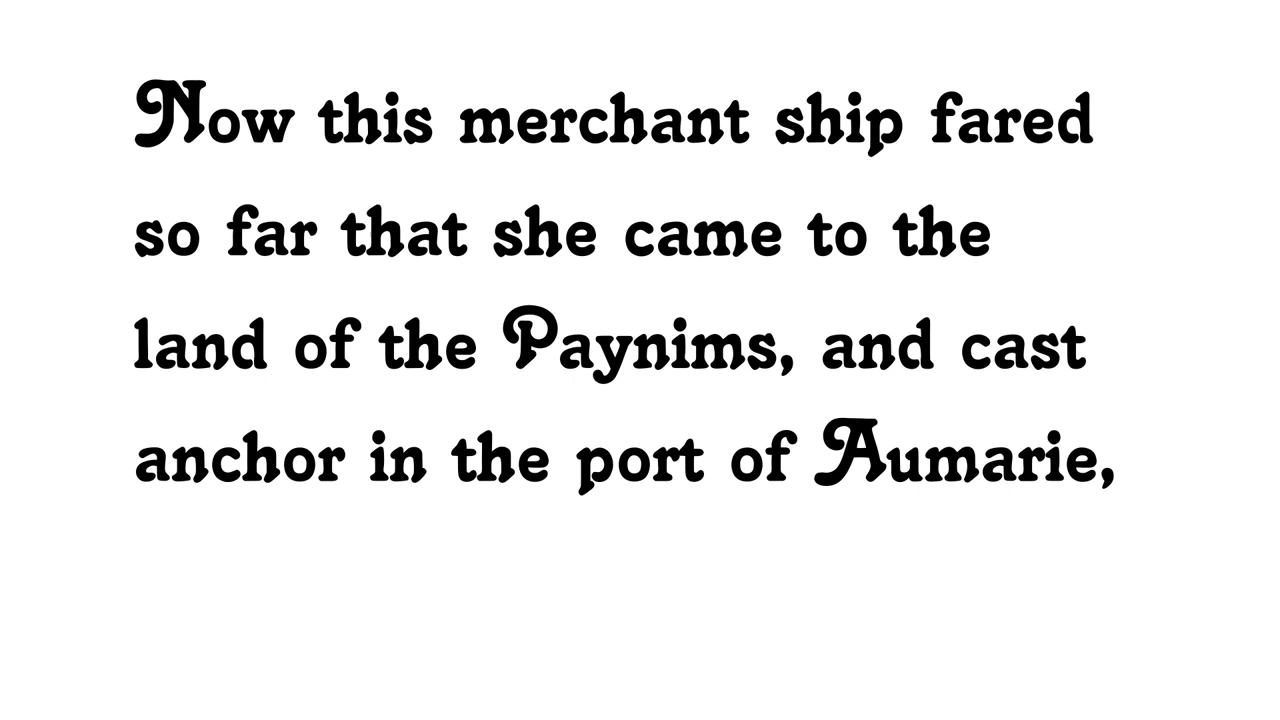 Now this merchant ship fared
so far that she came to the
land of the Paynims, and cast
anchor in the port of Aumarie,